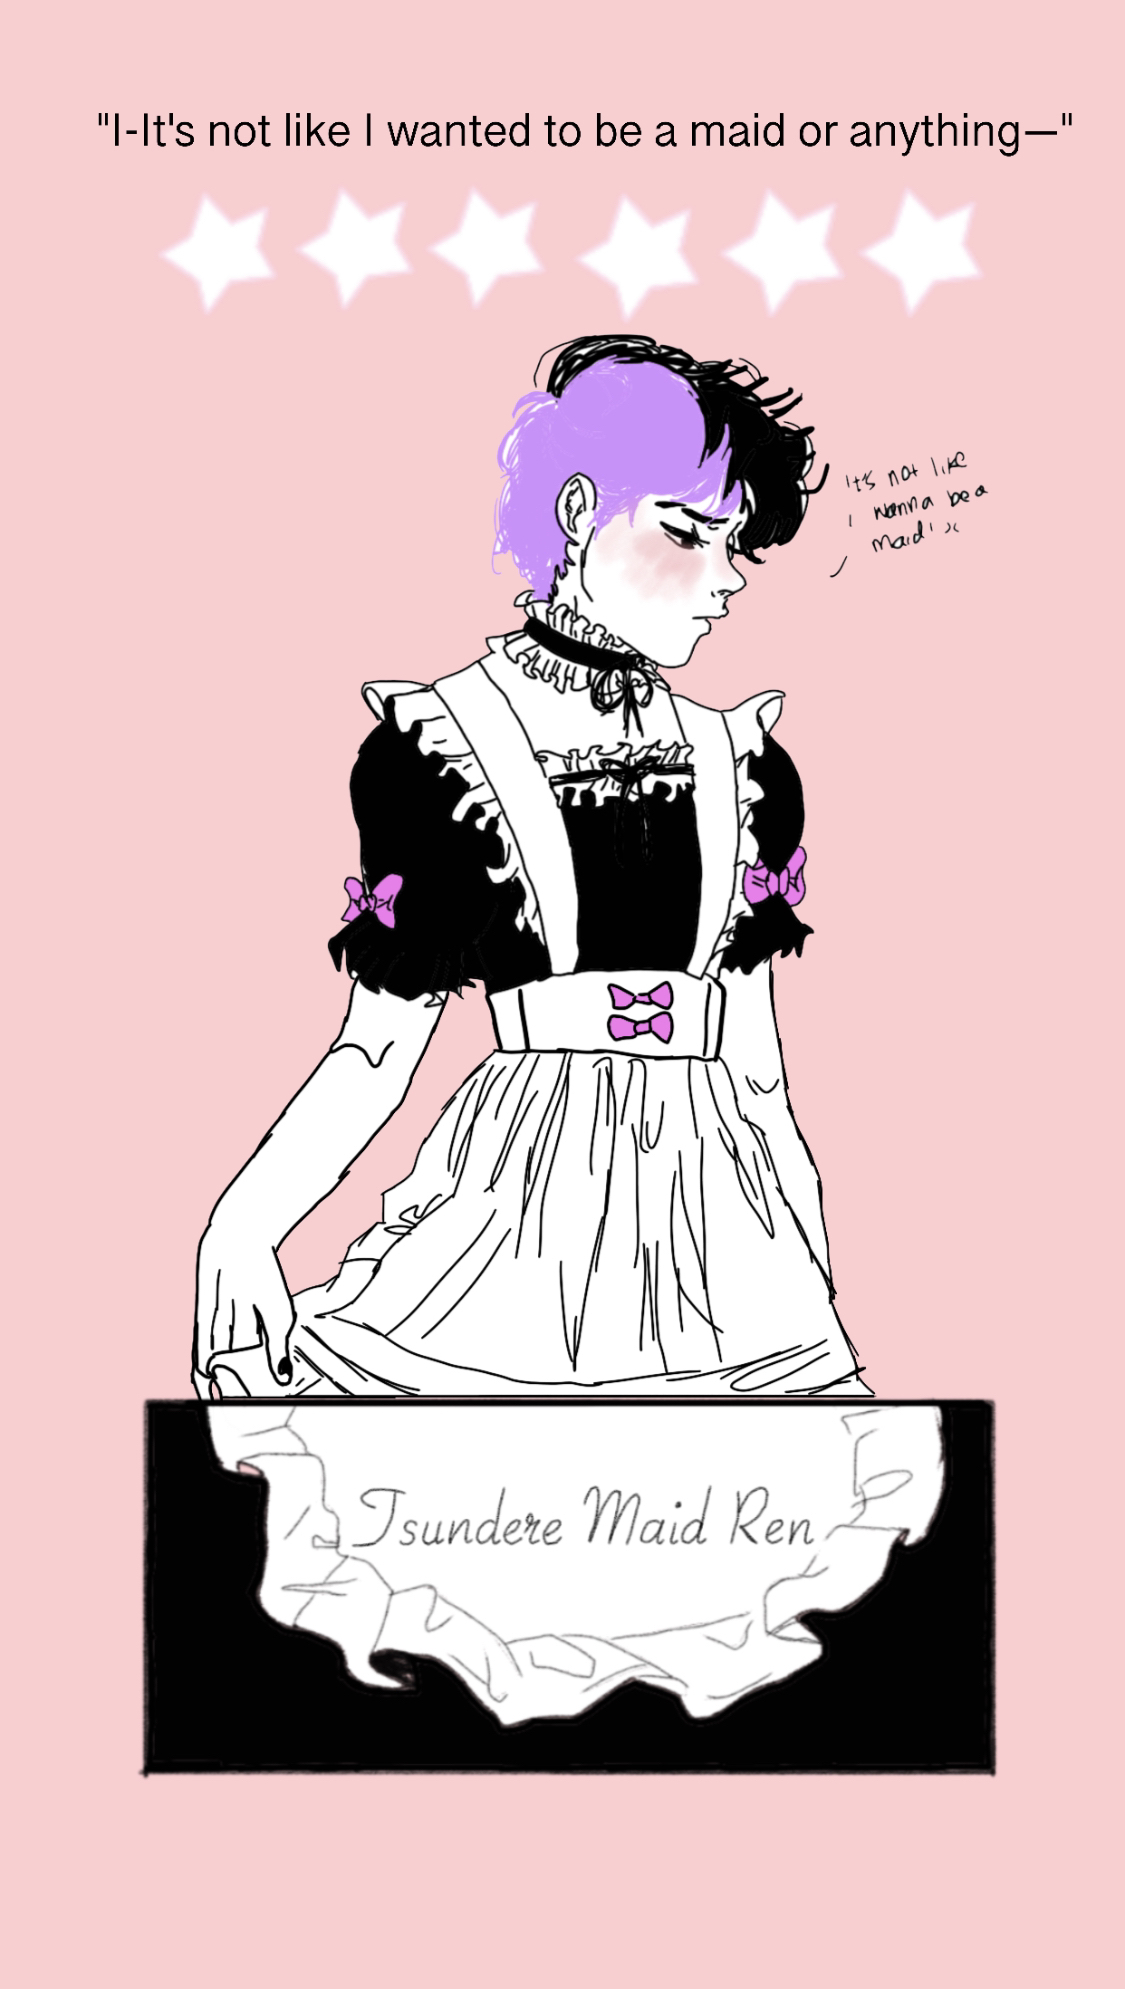 "I-It's not like I wanted to be a maid or anything—"
It's not like
I wanna be a
maid! >:(
Tsundere Maid Ren